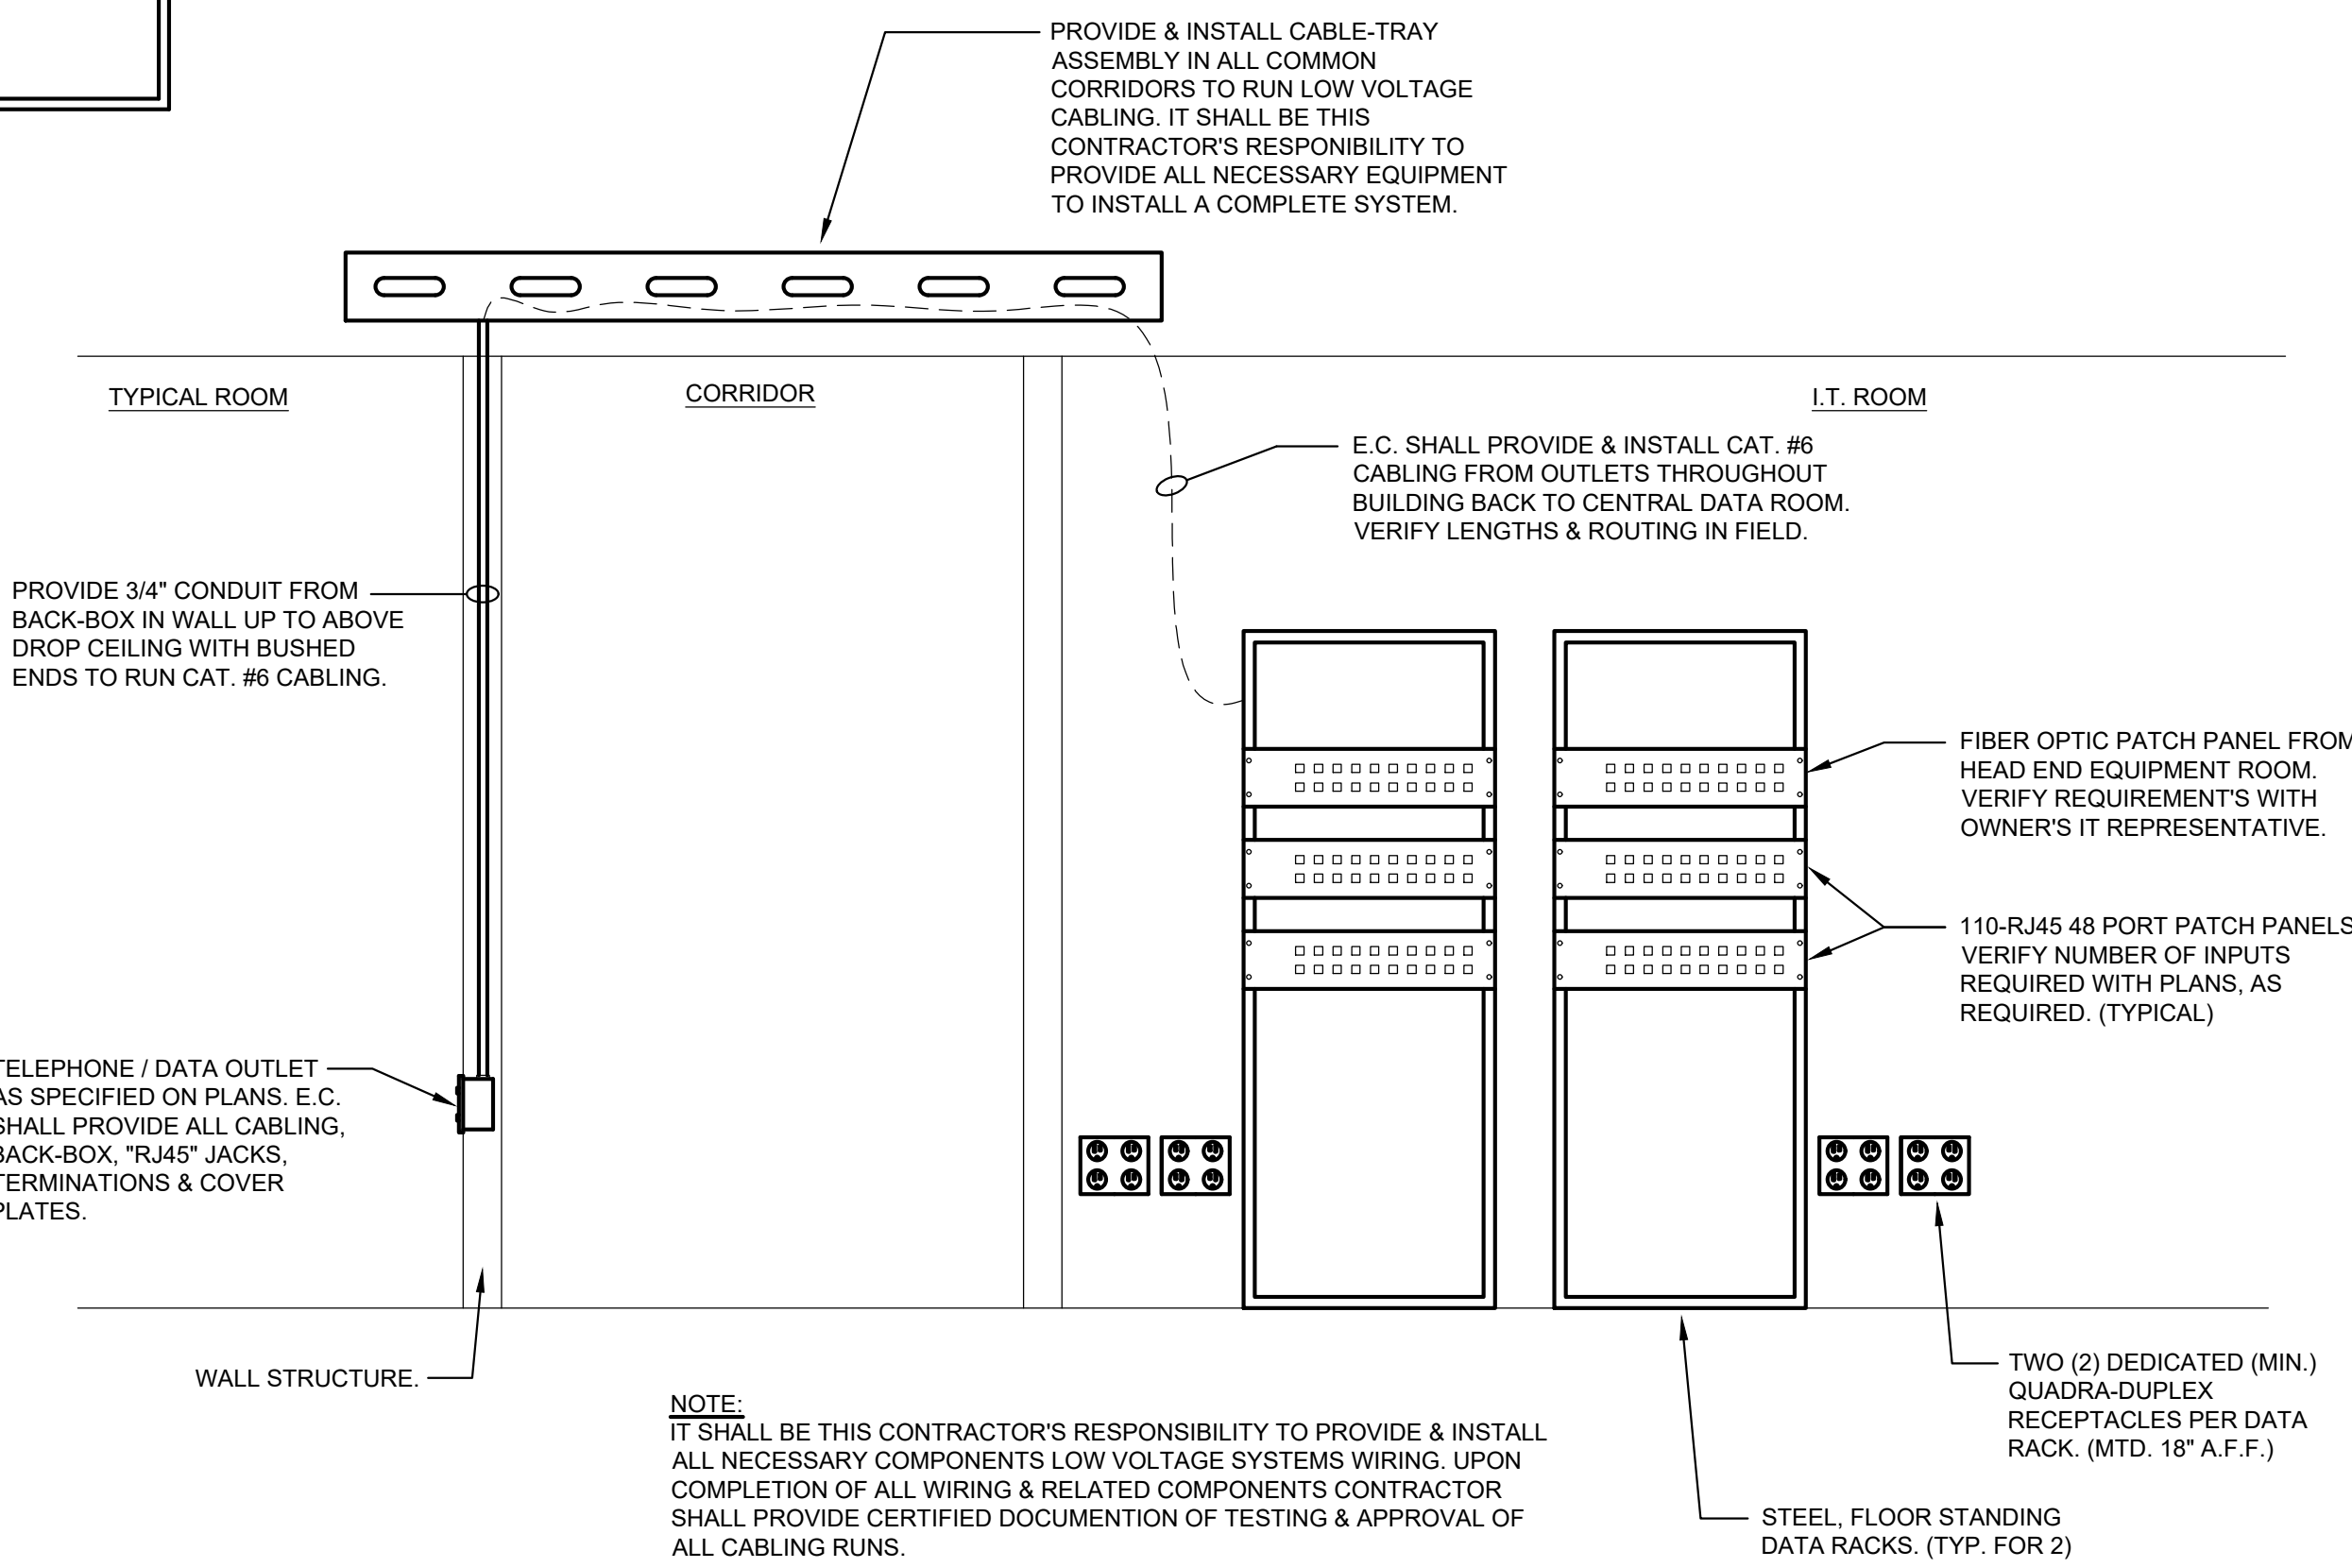 PROVIDE & INSTALL CABLE-TRAY
ASSEMBLY IN ALL COMMON
CORRIDORS TO RUN LOW VOLTAGE
CABLING. IT SHALL BE THIS
CONTRACTOR'S RESPONIBILITY TO
PROVIDE ALL NECESSARY EQUIPMENT
TO INSTALL A COMPLETE SYSTEM.
TYPICAL ROOM
CORRIDOR
I.T. ROOM
E.C. SHALL PROVIDE & INSTALL CAT. #6
CABLING FROM OUTLETS THROUGHOUT
BUILDING BACK TO CENTRAL DATA ROOM.
VERIFY LENGTHS & ROUTING IN FIELD.
PROVIDE 3/4" CONDUIT FROM
BACK-BOX IN WALL UP TO ABOVE
DROP CEILING WITH BUSHED
ENDS TO RUN CAT. #6 CABLING.
FIBER OPTIC PATCH PANEL FROM
HEAD END EQUIPMENT ROOM.
VERIFY REQUIREMENT'S WITH
OWNER'S IT REPRESENTATIVE.
110-RJ45 48 PORT PATCH PANELS
VERIFY NUMBER OF INPUTS
REQUIRED WITH PLANS, AS
REQUIRED. (TYPICAL)
TELEPHONE / DATA OUTLET
AS SPECIFIED ON PLANS. E.C.
SHALL PROVIDE ALL CABLING,
BACK-BOX, "RJ45" JACKS,
TERMINATIONS & COVER
PLATES.
WALL STRUCTURE.
TWO (2) DEDICATED (MIN.)
QUADRA-DUPLEX
RECEPTACLES PER DATA
RACK. (MTD. 18" A.F.F.)
NOTE:
IT SHALL BE THIS CONTRACTOR'S RESPONSIBILITY TO PROVIDE & INSTALL
ALL NECESSARY COMPONENTS LOW VOLTAGE SYSTEMS WIRING. UPON
COMPLETION OF ALL WIRING & RELATED COMPONENTS CONTRACTOR
SHALL PROVIDE CERTIFIED DOCUMENTION OF TESTING & APPROVAL OF
ALL CABLING RUNS.
STEEL, FLOOR STANDING
DATA RACKS. (TYP. FOR 2)